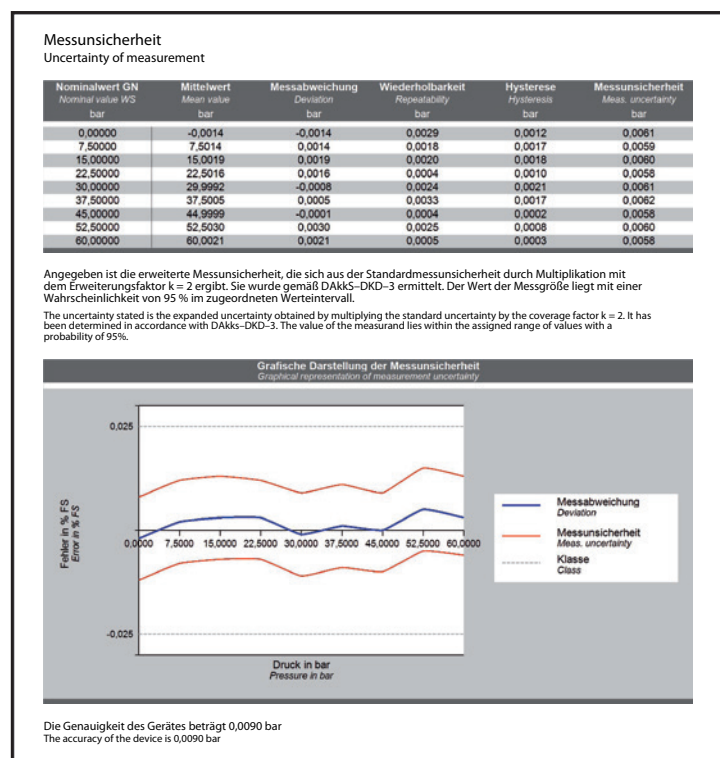 Messunsicherheit
Uncertainty of measurement
Nominalwert GN Mittelwert Messabweichung Wiederholbarkeit Hysterese Messunsicherheit
Nominal value WS Mean value Deviation Repeatability Hysteresis Meas. uncertainty
bar bar bar bar bar bar
0,00000 -0,0014 -0,0014 0,0029 0,0012 0,0061
7,50000 7,5014 0,0014 0,0018 0,0017 0,0059
15,00000 15,0019 0,0019 0,0020 0,0018 0,0060
22,50000 22,5016 0,0016 0,0004 0,0010 0,0058
30,00000 29,9992 -0,0008 0,0024 0,0021 0,0061
37,50000 37,5005 0,0005 0,0033 0,0017 0,0062
45,00000 44,9999 -0,0001 0,0004 0,0002 0,0058
52,50000 52,5030 0,0030 0,0025 0,0008 0,0060
60,00000 60,0021 0,0021 0,0005 0,0003 0,0058
Angegeben ist die erweiterte Messunsicherheit, die sich aus der Standardmessunsicherheit durch Multiplikation mit
dem Erweiterungsfaktor k = 2 ergibt. Sie wurde gemäß DAkkS–DKD–3 ermittelt. Der Wert der Messgröße liegt mit einer
Wahrscheinlichkeit von 95 % im zugeordneten Werteintervall.
The uncertainty stated is the expanded uncertainty obtained by multiplying the standard uncertainty by the coverage factor k = 2. It has
been determined in accordance with DAkks–DKD–3. The value of the measurand lies within the assigned range of values with a
probability of 95%.
Grafische Darstellung der Messunsicherheit
Graphical representation of measurement uncertainty
0,025
Fehler in % FS
Error in % FS
0,0000 7,5000 15,0000 22,5000 30,0000 37,5000 45,0000 52,5000 60,0000
-0,025
Druck in bar
Pressure in bar
Messabweichung
Deviation
Messunsicherheit
Meas. uncertainty
Klasse
Class
Die Genauigkeit des Gerätes beträgt 0,0090 bar
The accuracy of the device is 0,0090 bar